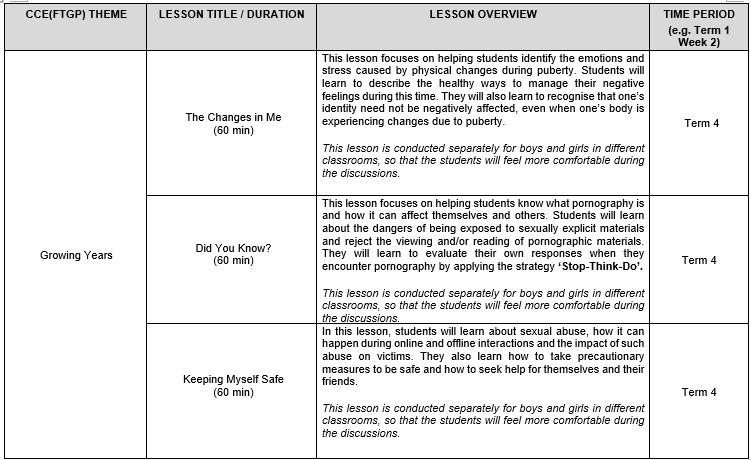 CCE(FTGP) THEME
LESSON TITLE / DURATION
LESSON OVERVIEW
TIME PERIOD
(e.g. Term 1
Week 2)
Growing Years
The Changes in Me
(60 min)
This lesson focuses on helping students identify the emotions and
stress caused by physical changes during puberty. Students will
learn to describe the healthy ways to manage their negative
feelings during this time. They will also learn to recognise that one's
identity need not be negatively affected, even when one's body is
experiencing changes due to puberty.
This lesson is conducted separately for boys and girls in different
classrooms, so that the students will feel more comfortable during
the discussions.
Term 4
Did You Know?
(60 min)
This lesson focuses on helping students know what pornography is
and how it can affect themselves and others. Students will learn
about the dangers of being exposed to sexually explicit materials
and reject the viewing and/or reading of pornographic materials.
They will learn to evaluate their own responses when they
encounter pornography by applying the strategy 'Stop-Think-Do'.
This lesson is conducted separately for boys and girls in different
classrooms, so that the students will feel more comfortable during
the discussions.
Term 4
Keeping Myself Safe
(60 min)
In this lesson, students will learn about sexual abuse, how it can
happen during online and offline interactions and the impact of such
abuse on victims. They also learn how to take precautionary
measures to be safe and how to seek help for themselves and their
friends.
This lesson is conducted separately for boys and girls in different
classrooms, so that the students will feel more comfortable during
the discussions.
Term 4